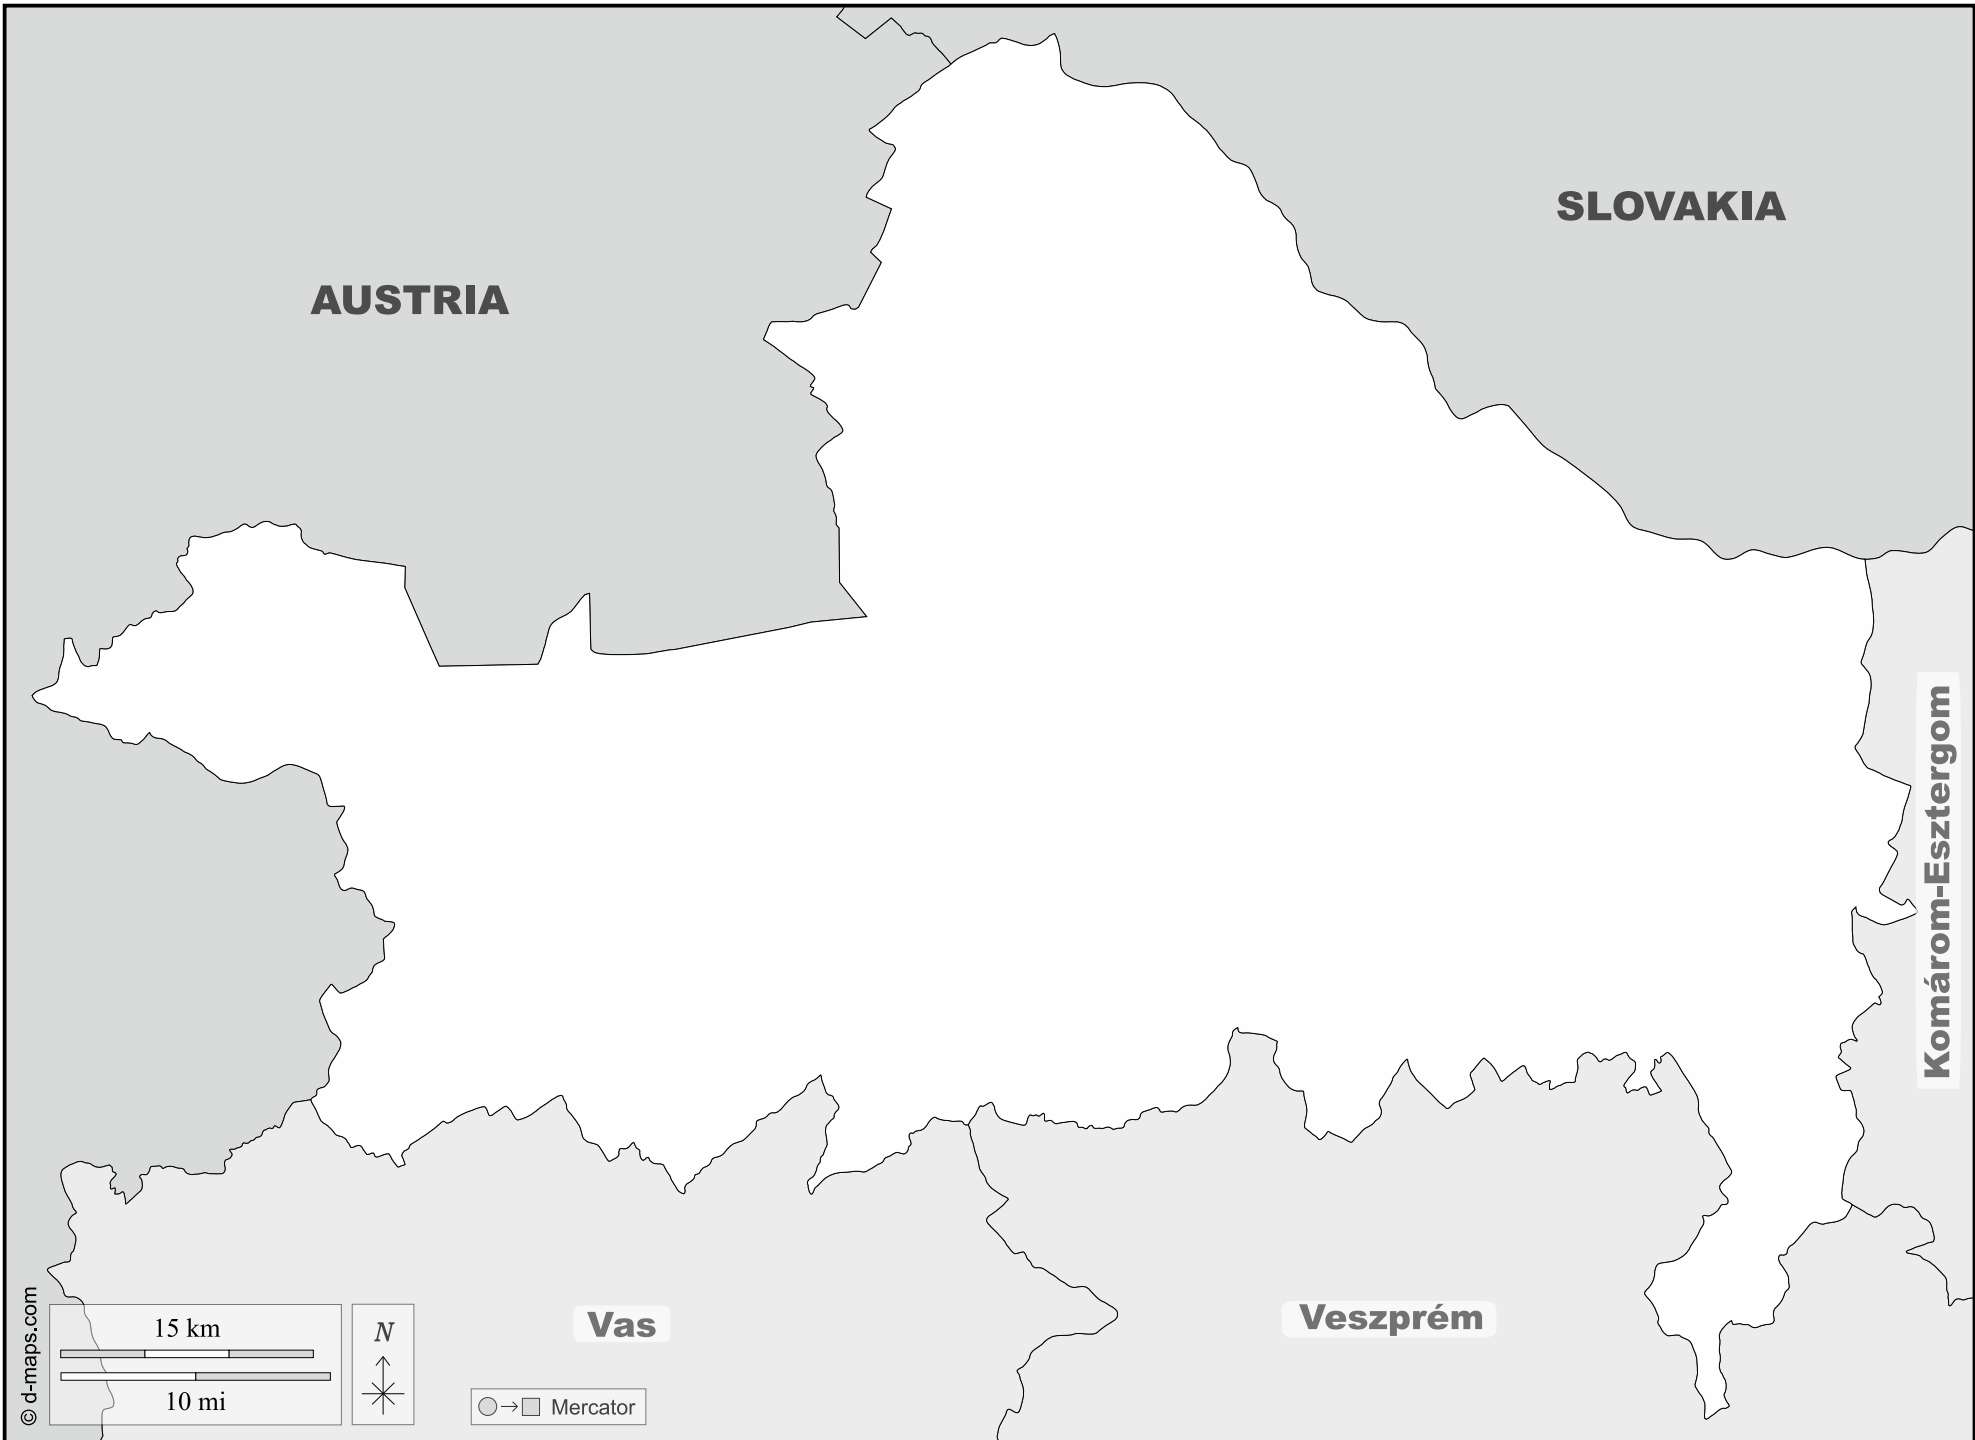 SLOVAKIA
AUSTRIA
Komárom-Esztergom
Vas
Veszprém
© d-maps.com
15 km
10 mi
N
Mercator